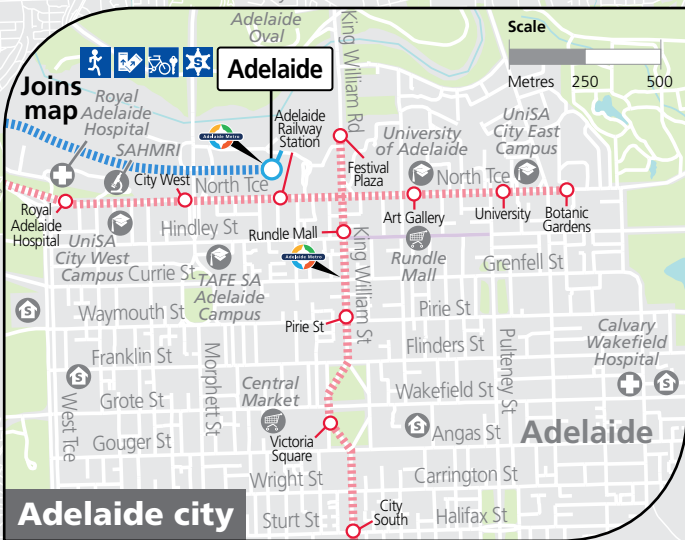 Adelaide
Oval
King William Rd
Scale
Metres 250 500
Joins
map
Adelaide
Royal
Adelaide
Hospital
SAHMRI
Adelaide Metro
Adelaide
Railway
Station
University
of Adelaide
UniSA
City East
Campus
Festival
Plaza
City West
North Tce
North Tce
Royal
Adelaide
Hospital
Art Gallery
University
Botanic
Gardens
Hindley St
UniSA
City West
Campus
Rundle Mall
Rundle
Mall
Adelaide Metro
King William St
Currie St
Grenfell St
TAFE SA
Adelaide
Campus
Waymouth St
Pirie St
Pirie St
Franklin St
Flinders St
Pulteney St
Calvary
Wakefield
Hospital
Morphett St
Grote St
Central
Market
Wakefield St
West Tce
Gouger St
Victoria
Square
Angas St
Adelaide
Wright St
Carrington St
Sturt St
City
South
Halifax St
Adelaide city